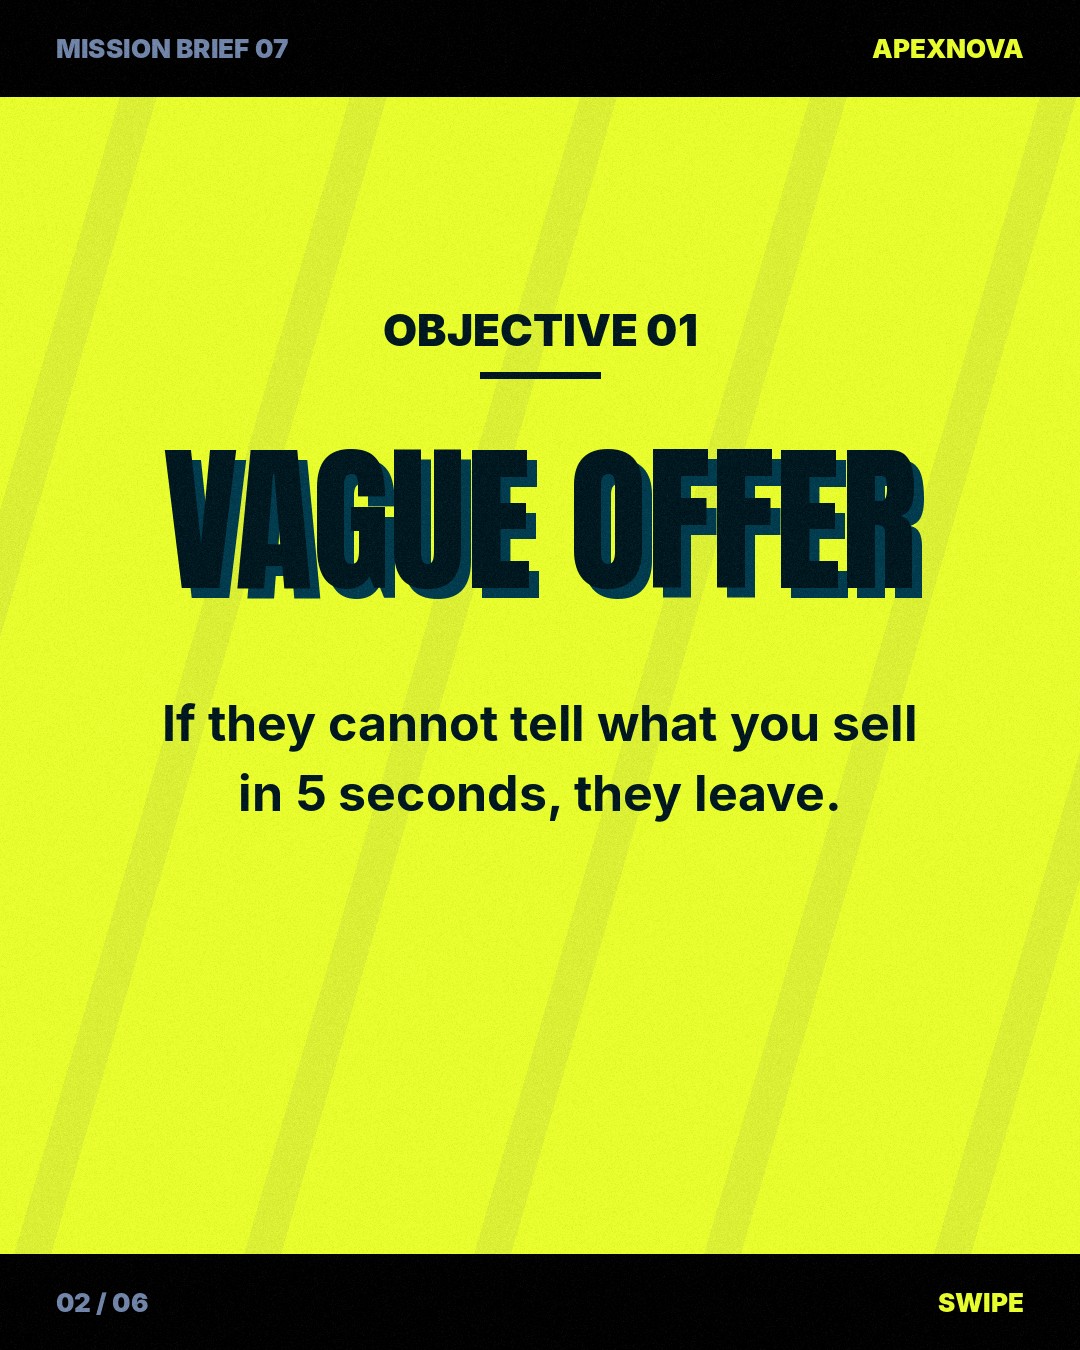 MISSION BRIEF 07
APEXNOVA
OBJECTIVE 01
VAGUE OFFER
If they cannot tell what you sell
in 5 seconds, they leave.
02 / 06
SWIPE